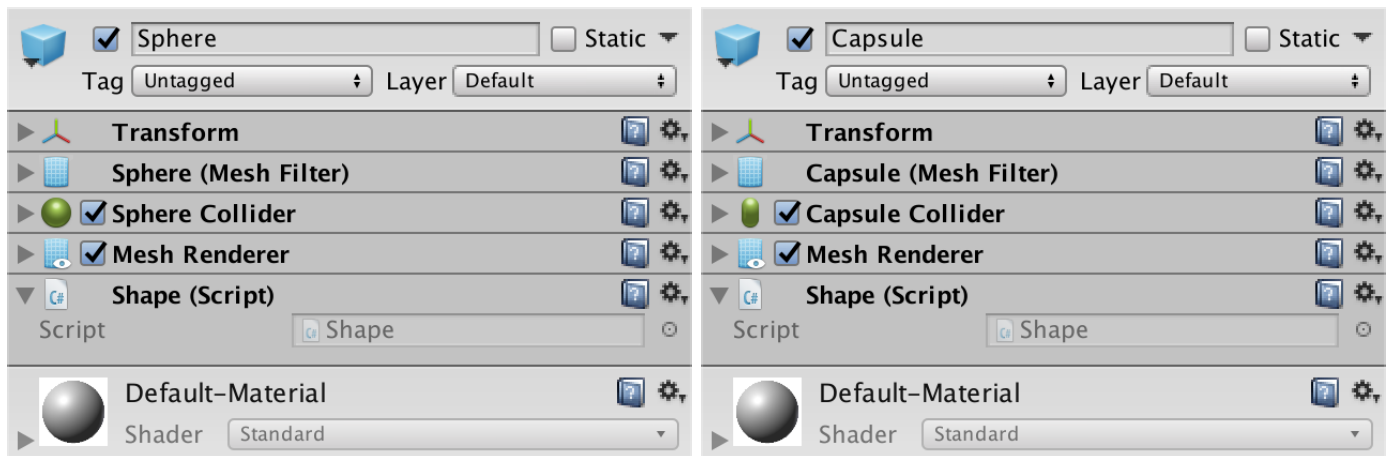 Sphere Static
Tag Untagged Layer Default
Transform
Sphere (Mesh Filter)
Sphere Collider
Mesh Renderer
C# Shape (Script)
Script Shape
Default-Material
Shader Standard
Capsule Static
Tag Untagged Layer Default
Transform
Capsule (Mesh Filter)
Capsule Collider
Mesh Renderer
C# Shape (Script)
Script Shape
Default-Material
Shader Standard